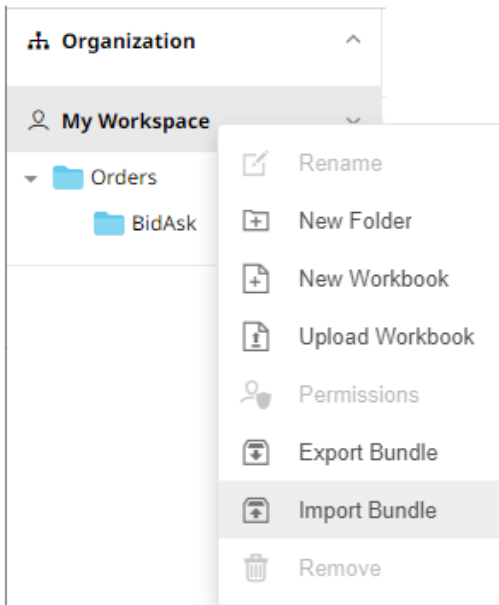 Organization
My Workspace
Orders
BidAsk
Rename
New Folder
New Workbook
Upload Workbook
Permissions
Export Bundle
Import Bundle
Remove